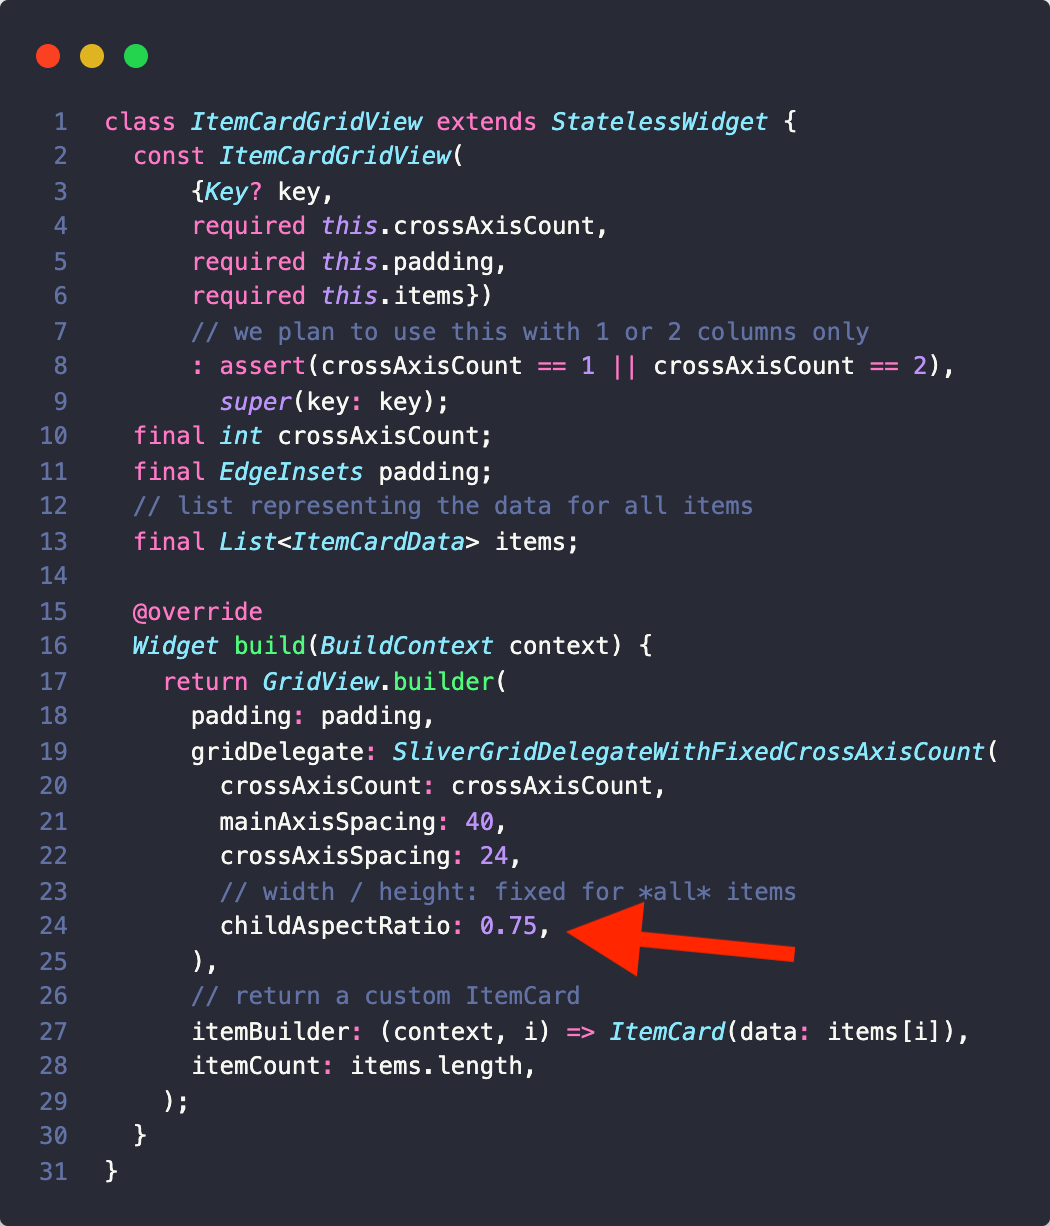 1 class ItemCardGridView extends StatelessWidget {
2 const ItemCardGridView(
3 {Key? key,
4 required this.crossAxisCount,
5 required this.padding,
6 required this.items})
7 // we plan to use this with 1 or 2 columns only
8 : assert(crossAxisCount == 1 || crossAxisCount == 2),
9 super(key: key);
10 final int crossAxisCount;
11 final EdgeInsets padding;
12 // list representing the data for all items
13 final List<ItemCardData> items;
14
15 @override
16 Widget build(BuildContext context) {
17 return GridView.builder(
18 padding: padding,
19 gridDelegate: SliverGridDelegateWithFixedCrossAxisCount(
20 crossAxisCount: crossAxisCount,
21 mainAxisSpacing: 40,
22 crossAxisSpacing: 24,
23 // width / height: fixed for *all* items
24 childAspectRatio: 0.75,
25 ),
26 // return a custom ItemCard
27 itemBuilder: (context, i) => ItemCard(data: items[i]),
28 itemCount: items.length,
29 );
30 }
31 }